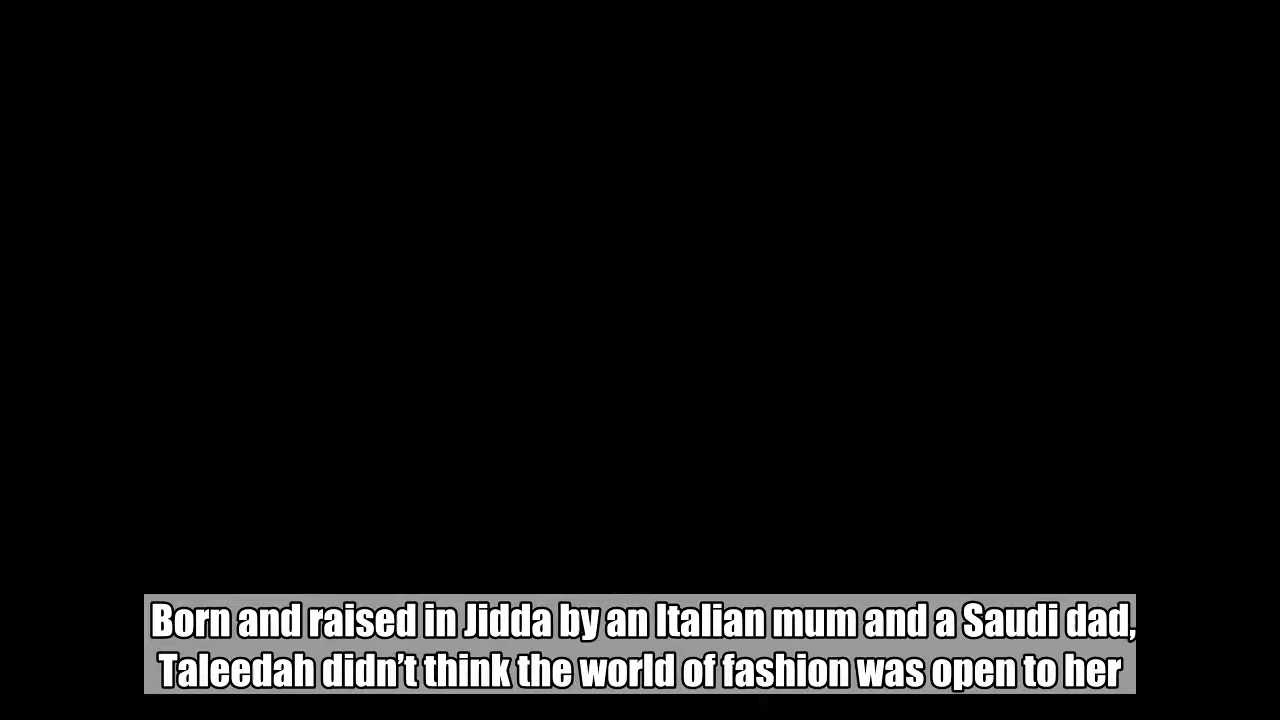 Born and raised in Jidda by an Italian mum and a Saudi dad,
Taleedah didn’t think the world of fashion was open to her